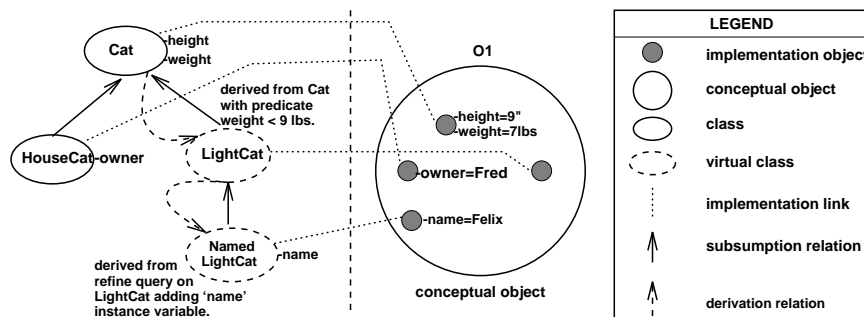 Cat
-height
-weight
derived from Cat
with predicate
weight < 9 lbs.
HouseCat
-owner
LightCat
Named
LightCat
-name
derived from
refine query on
LightCat adding ‘name’
instance variable.
O1
-height=9"
-weight=7lbs
-owner=Fred
-name=Felix
conceptual object
LEGEND
implementation object
conceptual object
class
virtual class
implementation link
subsumption relation
derivation relation